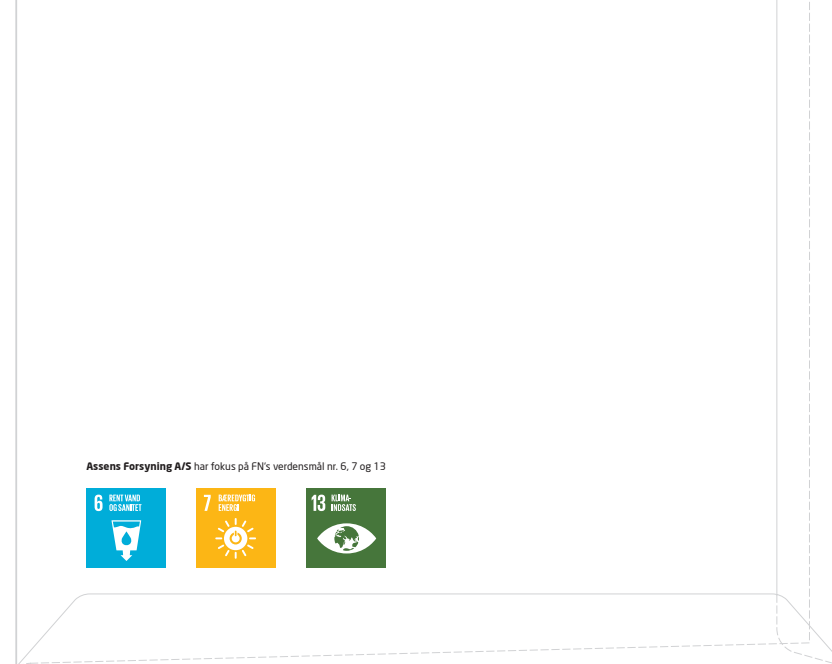 Assens Forsyning A/S har fokus på FN's verdensmål nr. 6, 7 og 13
6 RENT VAND
OG SANITET
7 BÆREDYGTIG
ENERGI
13 KLIMA-
INDSATS